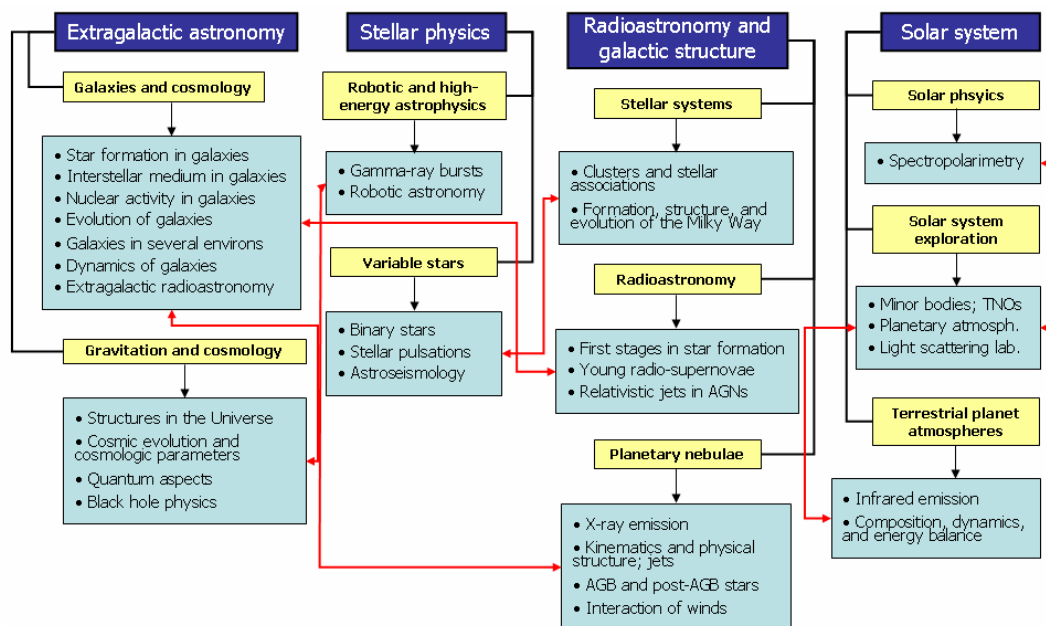 Extragalactic astronomy
Galaxies and cosmology
• Star formation in galaxies
• Interstellar medium in galaxies
• Nuclear activity in galaxies
• Evolution of galaxies
• Galaxies in several environs
• Dynamics of galaxies
• Extragalactic radioastronomy
Gravitation and cosmology
• Structures in the Universe
• Cosmic evolution and
cosmologic parameters
• Quantum aspects
• Black hole physics
Stellar physics
Robotic and high-
energy astrophysics
• Gamma-ray bursts
• Robotic astronomy
Variable stars
• Binary stars
• Stellar pulsations
• Astroseismology
Radioastronomy and
galactic structure
Stellar systems
• Clusters and stellar
associations
• Formation, structure, and
evolution of the Milky Way
Radioastronomy
• First stages in star formation
• Young radio-supernovae
• Relativistic jets in AGNs
Planetary nebulae
• X-ray emission
• Kinematics and physical
structure; jets
• AGB and post-AGB stars
• Interaction of winds
Solar system
Solar phsyics
• Spectropolarimetry
Solar system
exploration
• Minor bodies; TNOs
• Planetary atmosph.
• Light scattering lab.
Terrestrial planet
atmospheres
• Infrared emission
• Composition, dynamics,
and energy balance